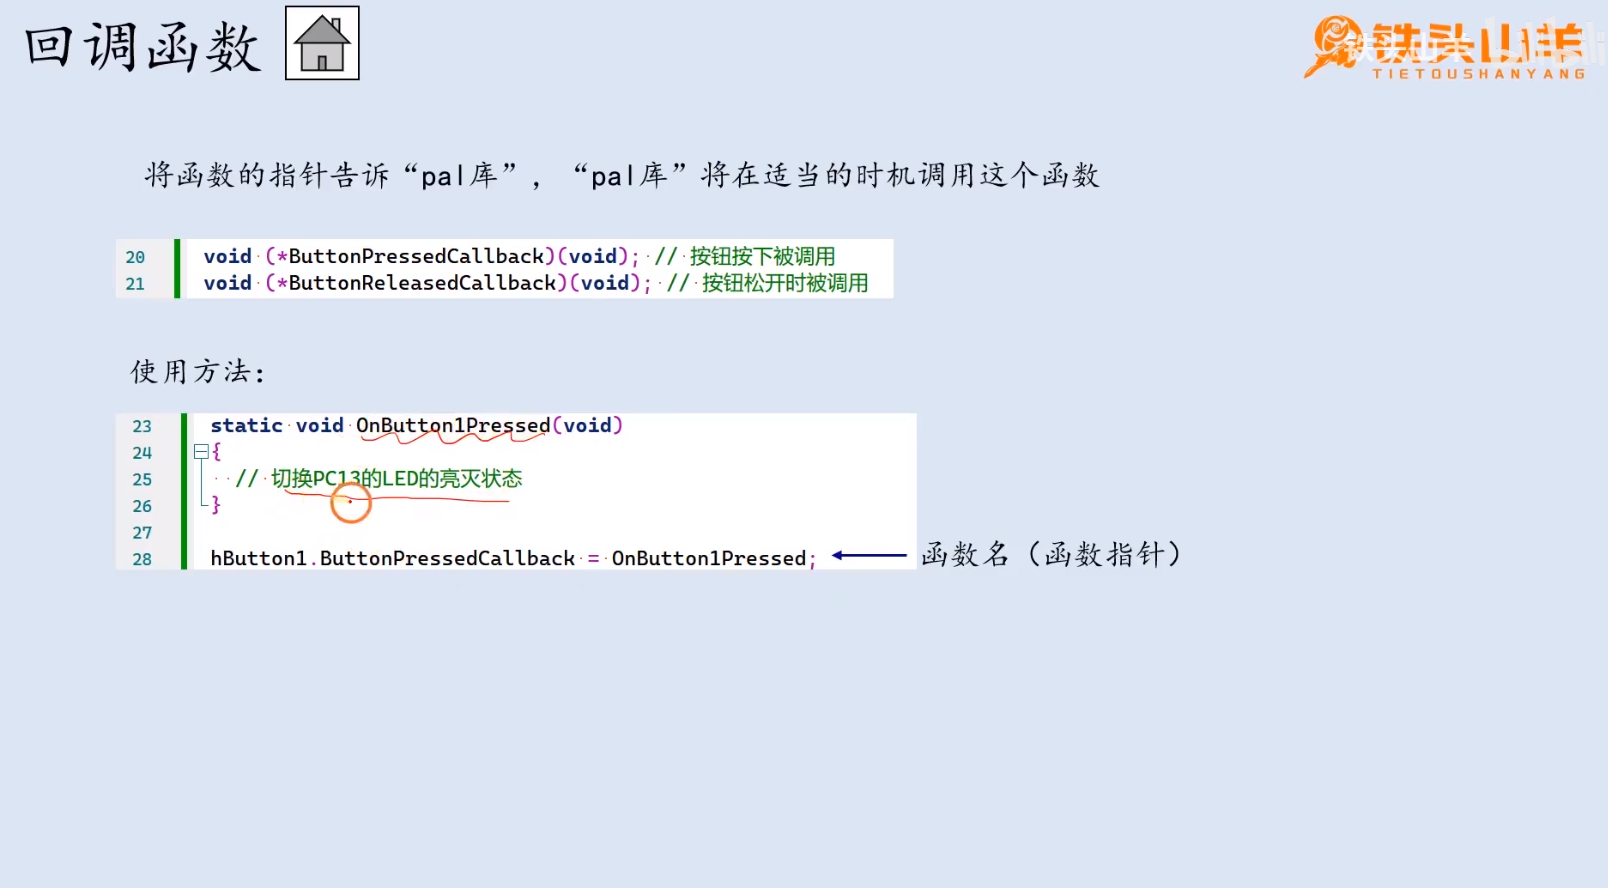 回调函数
铁头山羊
TIETOUSHANYANG
将函数的指针告诉“pal库”，“pal库”将在适当的时机调用这个函数
20 void (*ButtonPressedCallback)(void); // 按钮按下被调用
21 void (*ButtonReleasedCallback)(void); // 按钮松开时被调用
使用方法：
23 static void OnButton1Pressed(void)
24 {
25 // 切换PC13的LED的亮灭状态
26 }
27
28 hButton1.ButtonPressedCallback = OnButton1Pressed;
函数名（函数指针）